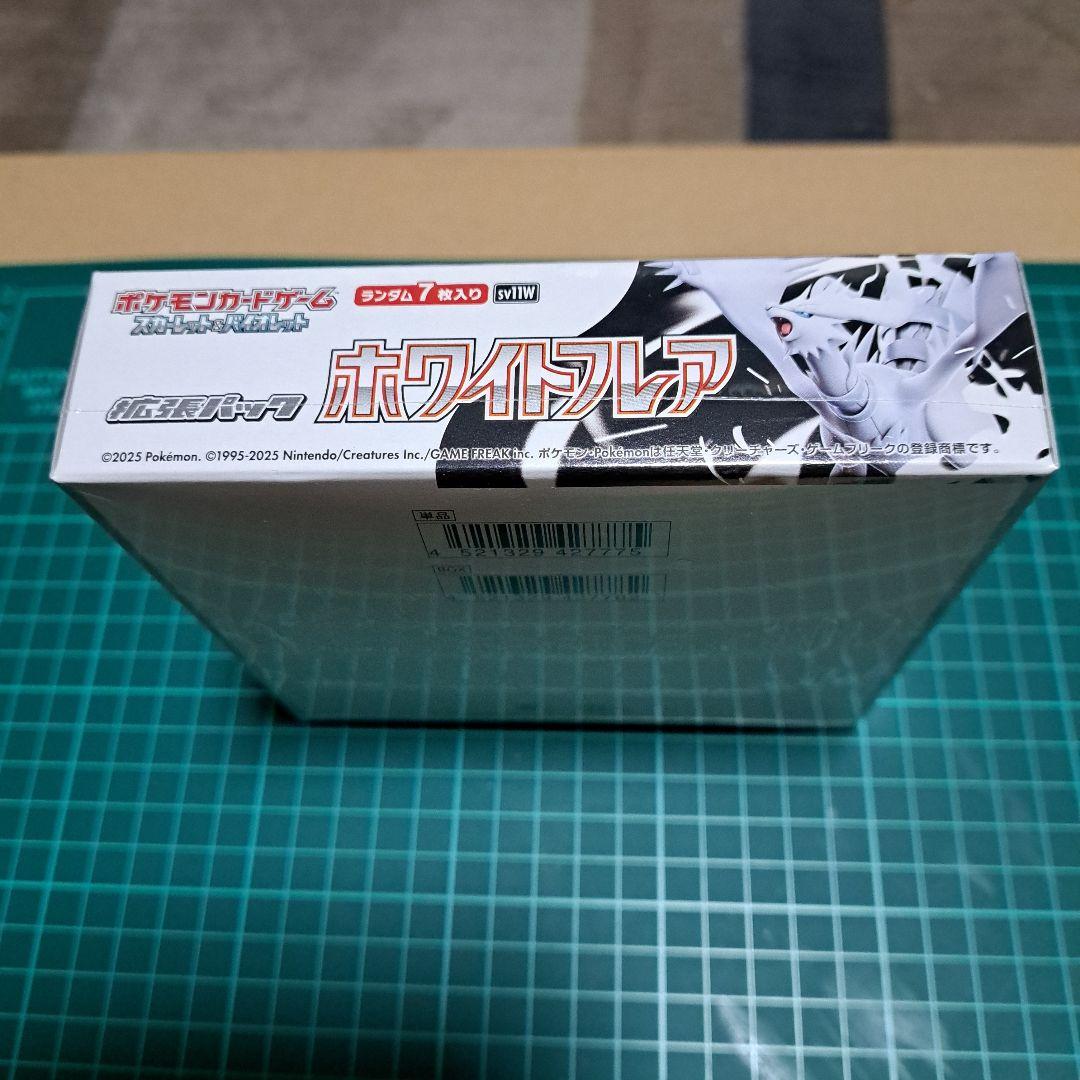 ポケモンカードゲーム
スカーレット&バイオレット
ランダム7枚入り
sv11W
拡張パック
ホワイトフレア
©2025 Pokémon. ©1995-2025 Nintendo/Creatures Inc./GAME FREAK inc. ポケモン・Pokémonは任天堂・クリーチャーズ・ゲームフリークの登録商標です。
単品
4 521329 427775
BOX